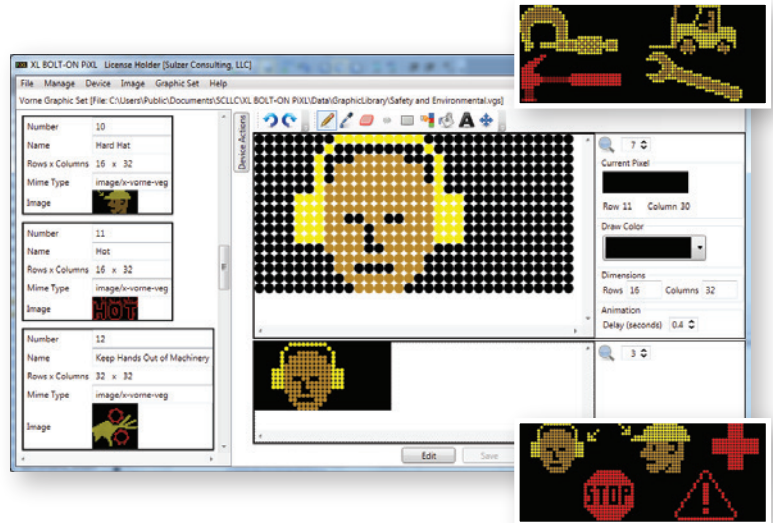 XL BOLT-ON PiXL License Holder [Sulzer Consulting, LLC]
File Manage Device Image Graphic Set Help
Vorne Graphic Set [File: C:\Users\Public\Documents\SCLLC\XL BOLT-ON PiXL\Data\GraphicLibrary\Safety and Environmental.vgs]
Number 10
Name Hard Hat
Rows x Columns 16 x 32
Mime Type image/x-vorne-veg
Image
Number 11
Name Hot
Rows x Columns 16 x 32
Mime Type image/x-vorne-veg
Image HOT
Number 12
Name Keep Hands Out of Machinery
Rows x Columns 32 x 32
Mime Type image/x-vorne-veg
Image
Device Actions
A
7
Current Pixel
Row 11 Column 30
Draw Color
Dimensions
Rows 16 Columns 32
Animation
Delay (seconds) 0.4
3
Edit Save
STOP
!